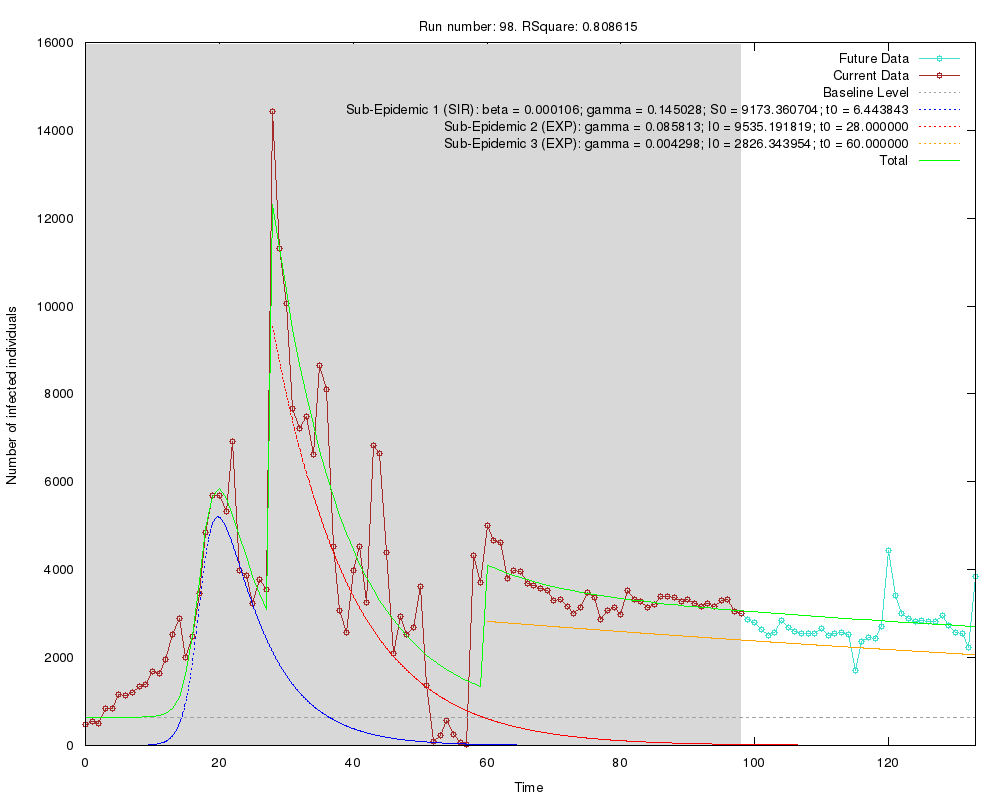 Run number: 98. RSquare: 0.808615
16000
14000
12000
10000
8000
6000
4000
2000
0
Number of infected individuals
Future Data
Current Data
Baseline Level
Sub-Epidemic 1 (SIR): beta = 0.000106; gamma = 0.145028; S0 = 9173.360704; t0 = 6.443843
Sub-Epidemic 2 (EXP): gamma = 0.085813; I0 = 9535.191819; t0 = 28.000000
Sub-Epidemic 3 (EXP): gamma = 0.004298; I0 = 2826.343954; t0 = 60.000000
Total
0 20 40 60 80 100 120
Time